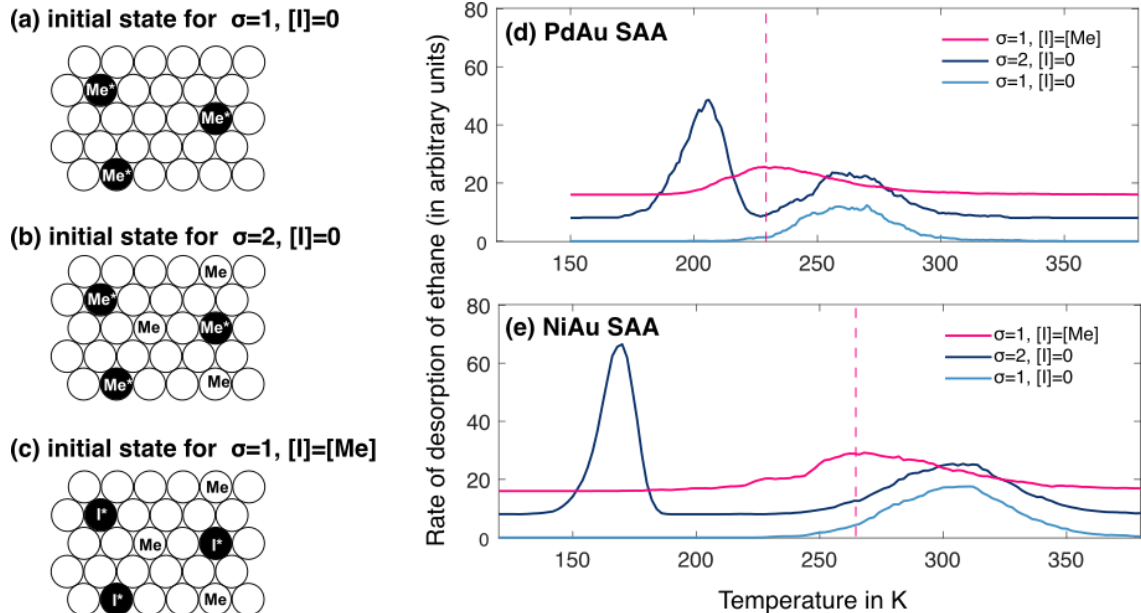 (a) initial state for σ=1, [I]=0
Me*
Me*
Me*
(b) initial state for σ=2, [I]=0
Me
Me*
Me
Me*
Me*
Me
(c) initial state for σ=1, [I]=[Me]
Me
I*
Me
I*
I*
Me
Rate of desorption of ethane (in arbitrary units)
(d) PdAu SAA
σ=1, [I]=[Me]
σ=2, [I]=0
σ=1, [I]=0
80
60
40
20
0
150 200 250 300 350
(e) NiAu SAA
σ=1, [I]=[Me]
σ=2, [I]=0
σ=1, [I]=0
80
60
40
20
0
150 200 250 300 350
Temperature in K